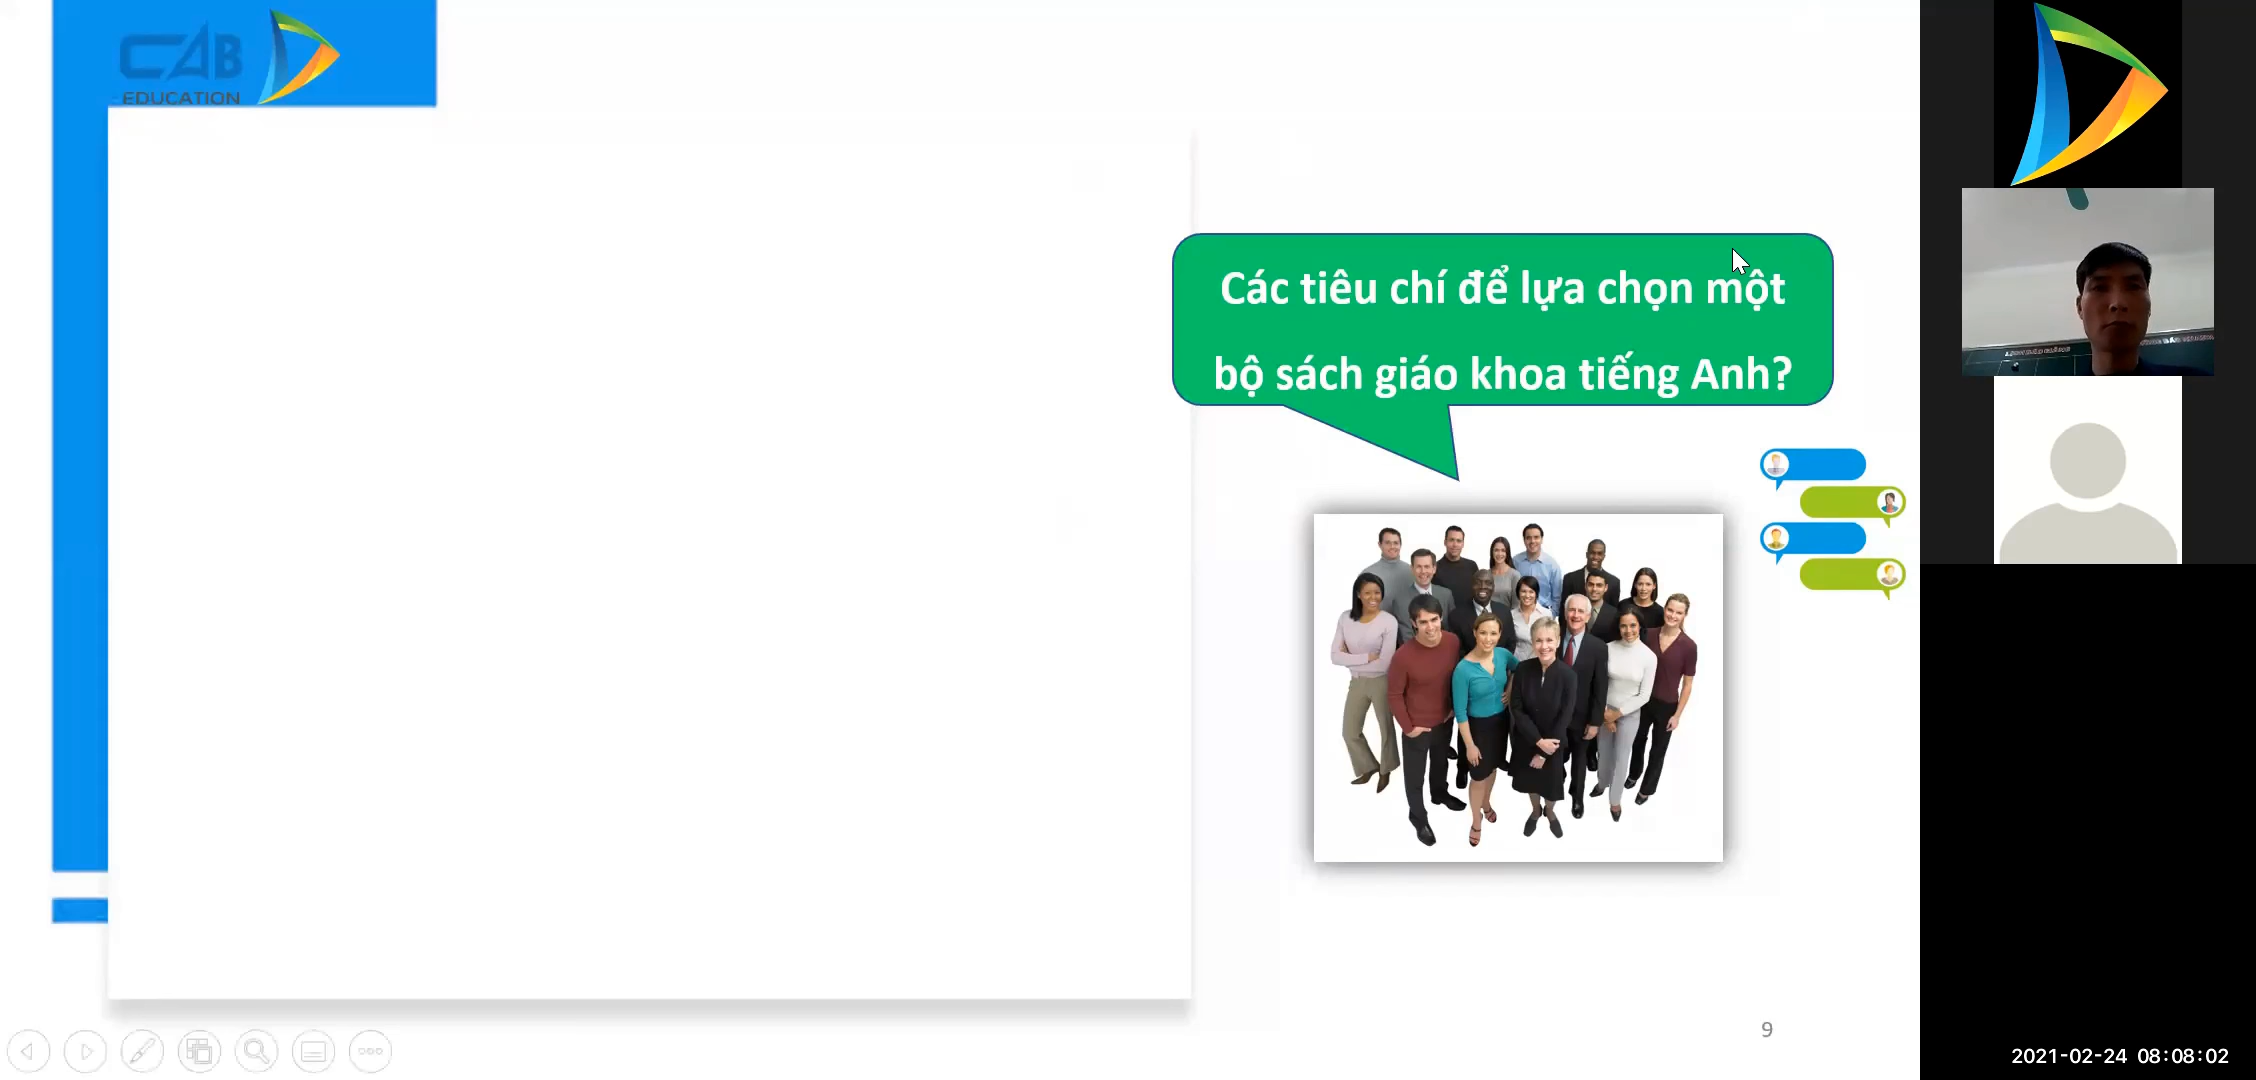 CAB
EDUCATION
Các tiêu chí để lựa chọn một
bộ sách giáo khoa tiếng Anh?
9
2021-02-24 08:08:02